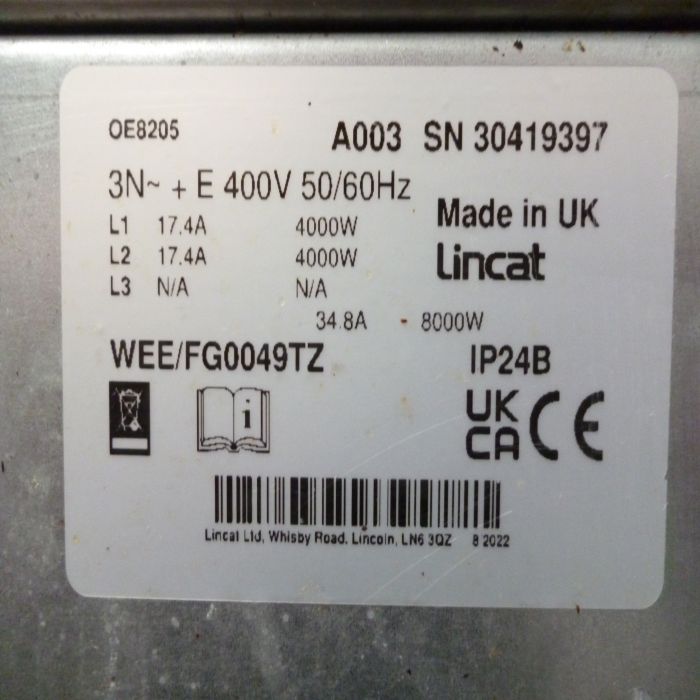 OE8205
A003 SN 30419397
3N~ + E 400V 50/60Hz
L1 17.4A 4000W
L2 17.4A 4000W
L3 N/A N/A
34.8A - 8000W
Made in UK
Lincat
WEE/FG0049TZ
IP24B
i
UK
CA CE
Lincat Ltd, Whisby Road, Lincoln, LN6 3QZ 8 2022